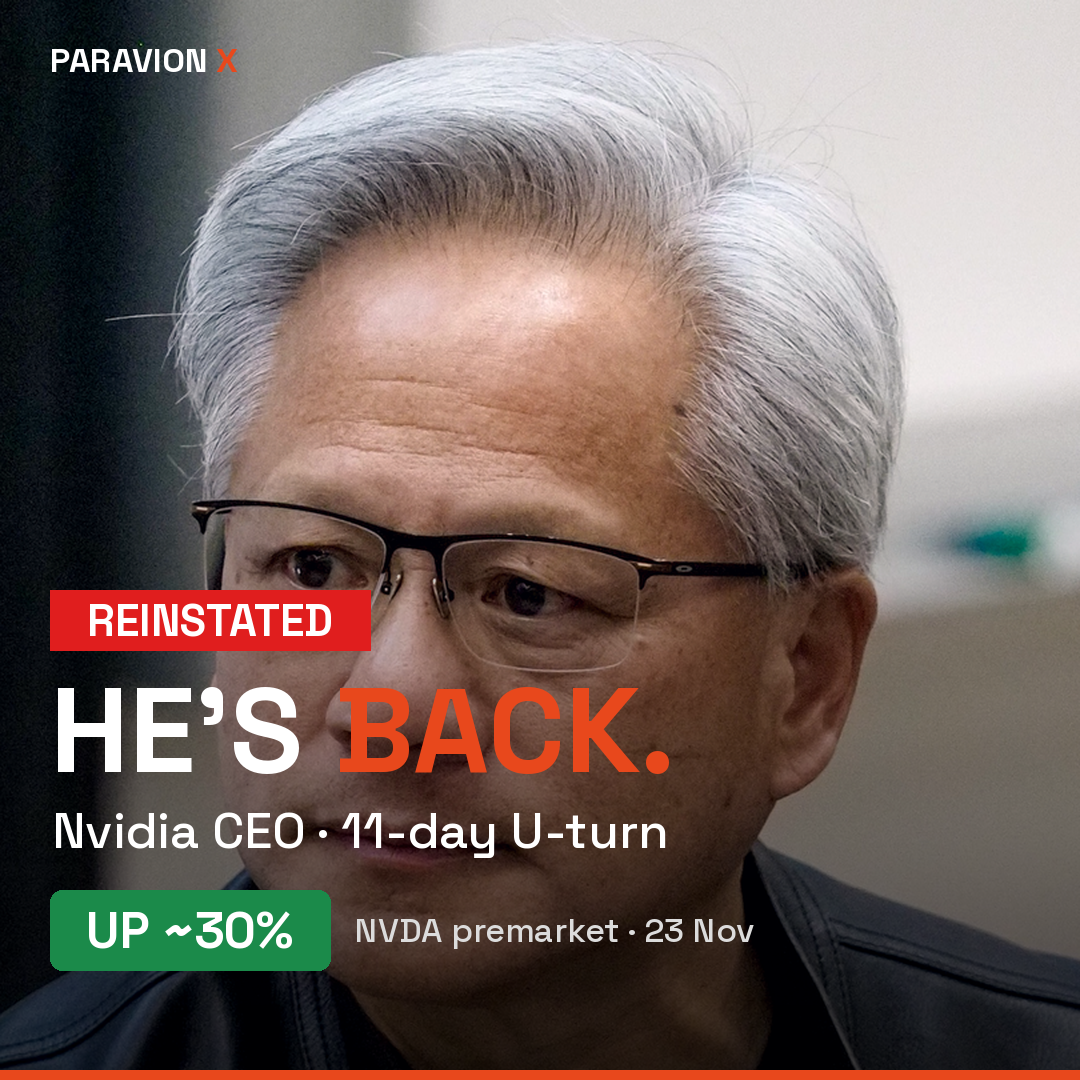 PARAVION X
REINSTATED
HE’S BACK.
Nvidia CEO · 11-day U-turn
UP ~30%
NVDA premarket · 23 Nov